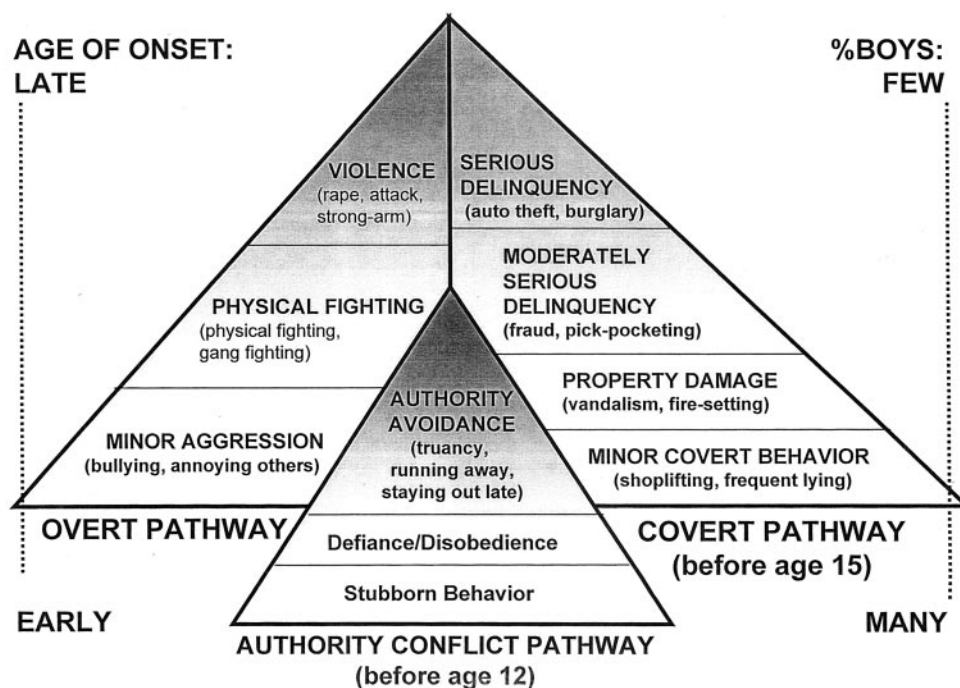 AGE OF ONSET:
LATE
%BOYS:
FEW
VIOLENCE
(rape, attack,
strong-arm)
SERIOUS
DELINQUENCY
(auto theft, burglary)
MODERATELY
SERIOUS
DELINQUENCY
(fraud, pick-pocketing)
PHYSICAL FIGHTING
(physical fighting,
gang fighting)
PROPERTY DAMAGE
(vandalism, fire-setting)
AUTHORITY
AVOIDANCE
(truancy,
running away,
staying out late)
MINOR AGGRESSION
(bullying, annoying others)
MINOR COVERT BEHAVIOR
(shoplifting, frequent lying)
OVERT PATHWAY
COVERT PATHWAY
(before age 15)
Defiance/Disobedience
Stubborn Behavior
EARLY
MANY
AUTHORITY CONFLICT PATHWAY
(before age 12)